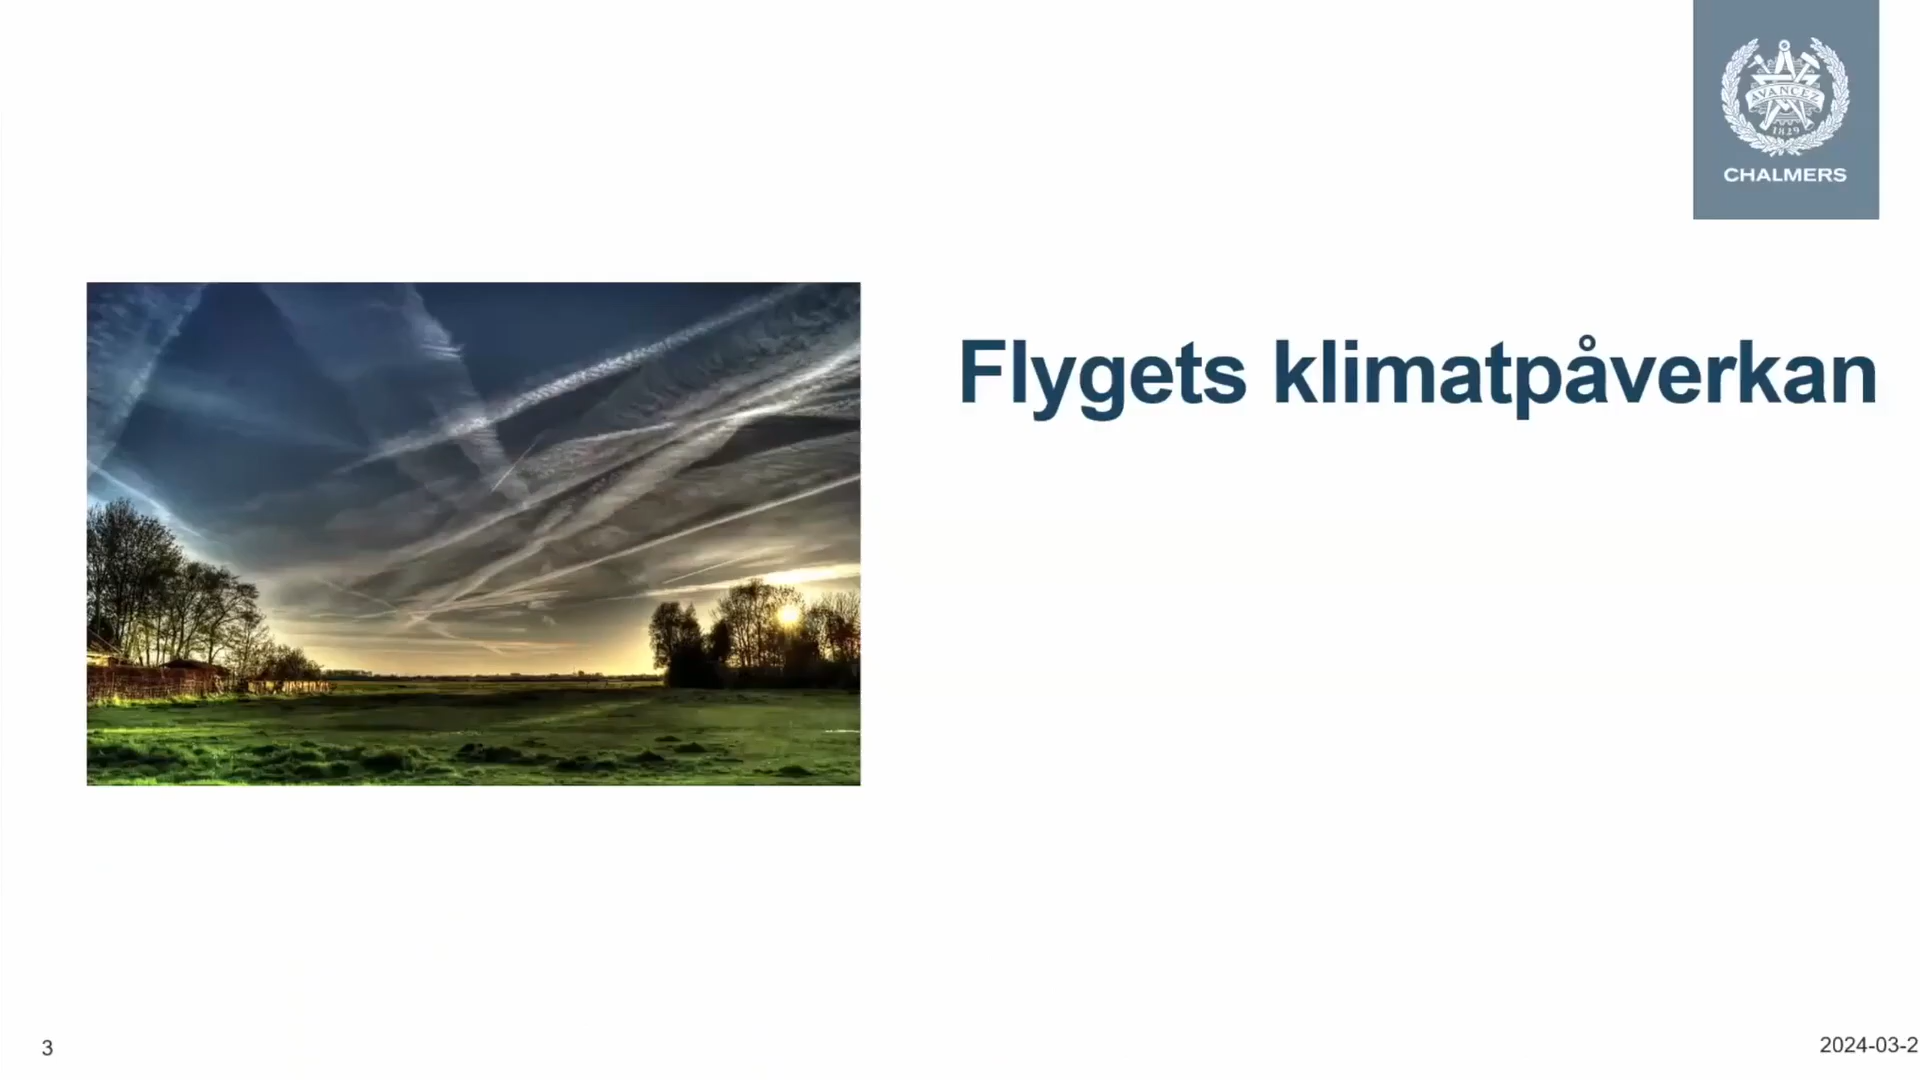 AVANCEZ
1829
CHALMERS
Flygets klimatpåverkan
3
2024-03-2